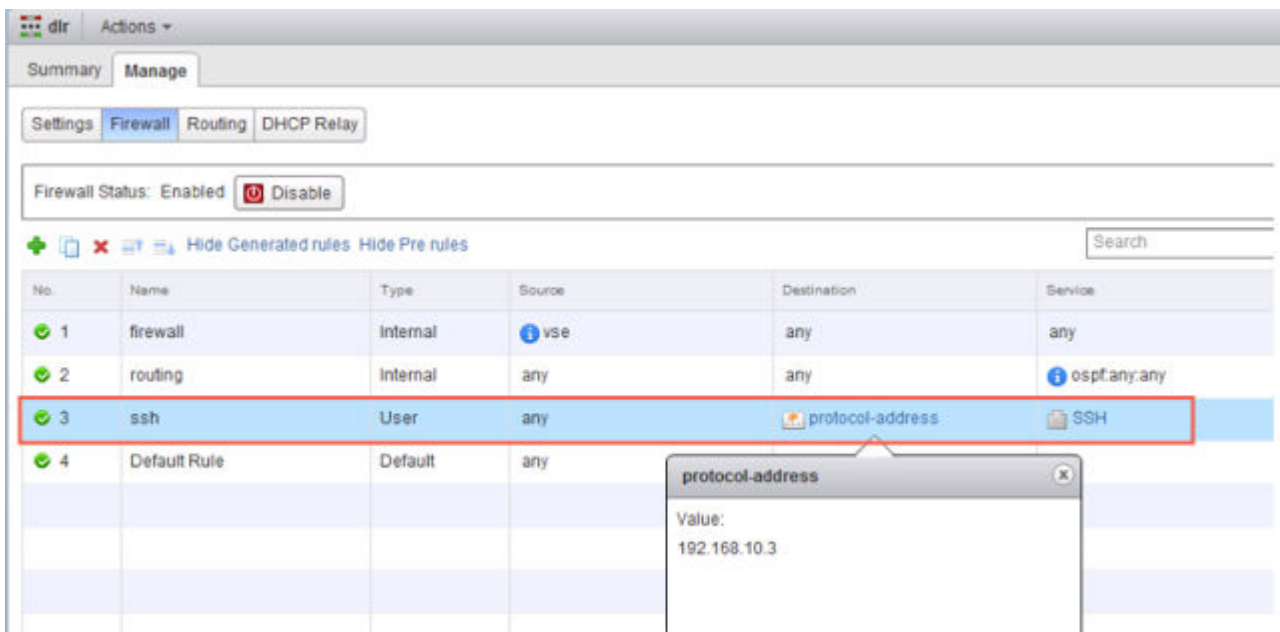 dlr Actions
Summary Manage
Settings Firewall Routing DHCP Relay
Firewall Status: Enabled Disable
Hide Generated rules Hide Pre rules Search
No. Name Type Source Destination Service
1 firewall Internal vse any any
2 routing Internal any any ospf:any:any
3 ssh User any protocol-address SSH
4 Default Rule Default any
protocol-address
Value:
192.168.10.3